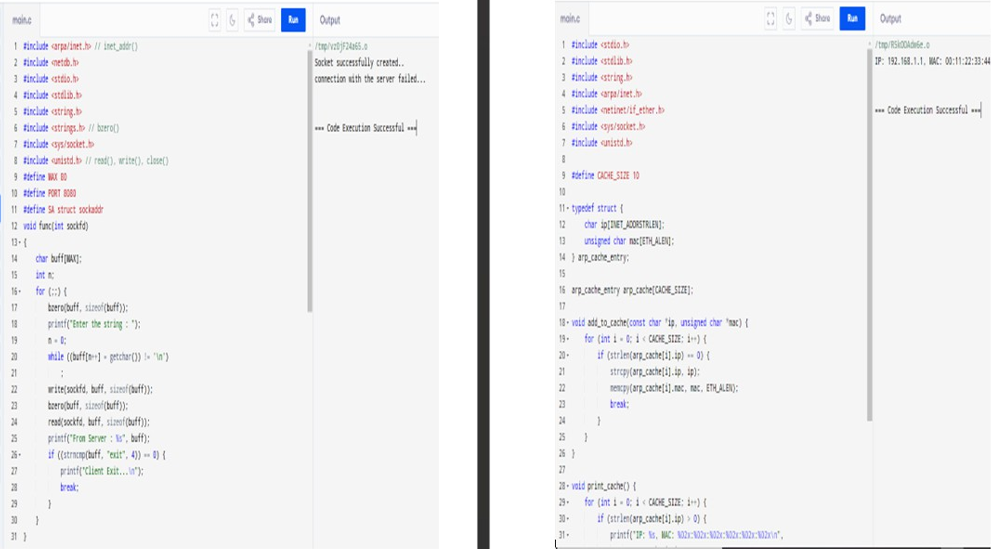 main.c
Share
Run
Output
1 #include <arpa/inet.h> // inet_addr()
2 #include <netdb.h>
3 #include <stdio.h>
4 #include <stdlib.h>
5 #include <string.h>
6 #include <strings.h> // bzero()
7 #include <sys/socket.h>
8 #include <unistd.h> // read(), write(), close()
9 #define MAX 80
10 #define PORT 8080
11 #define SA struct sockaddr
12 void func(int sockfd)
13 {
14 char buff[MAX];
15 int n;
16 for (;;) {
17 bzero(buff, sizeof(buff));
18 printf("Enter the string : ");
19 n = 0;
20 while ((buff[n++] = getchar()) != '\n')
21 ;
22 write(sockfd, buff, sizeof(buff));
23 bzero(buff, sizeof(buff));
24 read(sockfd, buff, sizeof(buff));
25 printf("From Server : %s", buff);
26 if ((strncmp(buff, "exit", 4)) == 0) {
27 printf("Client Exit...\n");
28 break;
29 }
30 }
31 }
Socket successfully created..
connection with the server failed...
=== Code Execution Successful ===
main.c
Share
Run
Output
1 #include <stdio.h>
2 #include <stdlib.h>
3 #include <string.h>
4 #include <arpa/inet.h>
5 #include <netinet/if_ether.h>
6 #include <sys/socket.h>
7 #include <unistd.h>
8
9 #define CACHE_SIZE 10
10
11 typedef struct {
12 char ip[INET_ADDRSTRLEN];
13 unsigned char mac[ETH_ALEN];
14 } arp_cache_entry;
15
16 arp_cache_entry arp_cache[CACHE_SIZE];
17
18 void add_to_cache(const char *ip, unsigned char *mac) {
19 for (int i = 0; i < CACHE_SIZE; i++) {
20 if (strlen(arp_cache[i].ip) == 0) {
21 strcpy(arp_cache[i].ip, ip);
22 memcpy(arp_cache[i].mac, mac, ETH_ALEN);
23 break;
24 }
25 }
26 }
27
28 void print_cache() {
29 for (int i = 0; i < CACHE_SIZE; i++) {
30 if (strlen(arp_cache[i].ip) > 0) {
31 printf("IP: %s, MAC: %02x:%02x:%02x:%02x:%02x:%02x\n",
IP: 192.168.1.1, MAC: 00:11:22:33:44
=== Code Execution Successful ===